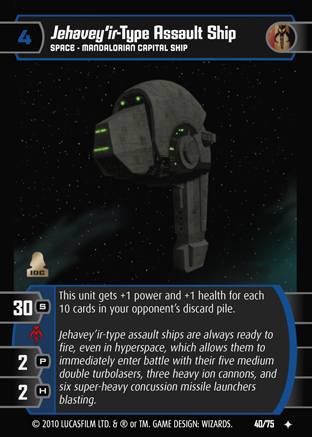 4
Jehavey'ir-Type Assault Ship
SPACE - MANDALORIAN CAPITAL SHIP
IDC
30 S
2 P
2 H
This unit gets +1 power and +1 health for each
10 cards in your opponent's discard pile.
Jehavey'ir-type assault ships are always ready to
fire, even in hyperspace, which allows them to
immediately enter battle with their five medium
double turbolasers, three heavy ion cannons, and
six super-heavy concussion missile launchers
blasting.
© 2010 LUCASFILM LTD. & ® or TM. GAME DESIGN: WIZARDS. 40/75